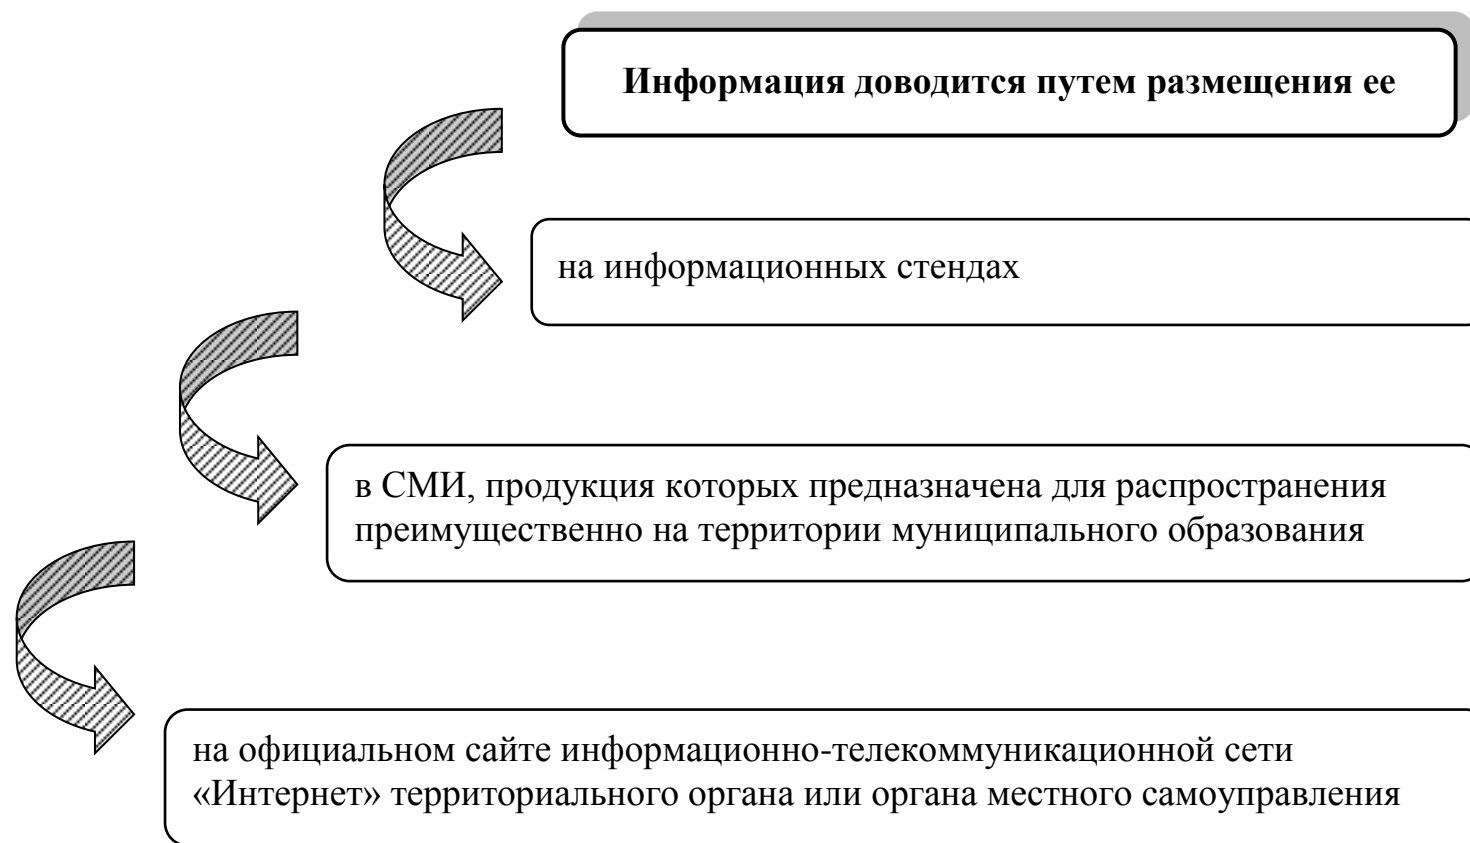 Информация доводится путем размещения ее
на информационных стендах
в СМИ, продукция которых предназначена для распространения
преимущественно на территории муниципального образования
на официальном сайте информационно-телекоммуникационной сети
«Интернет» территориального органа или органа местного самоуправления